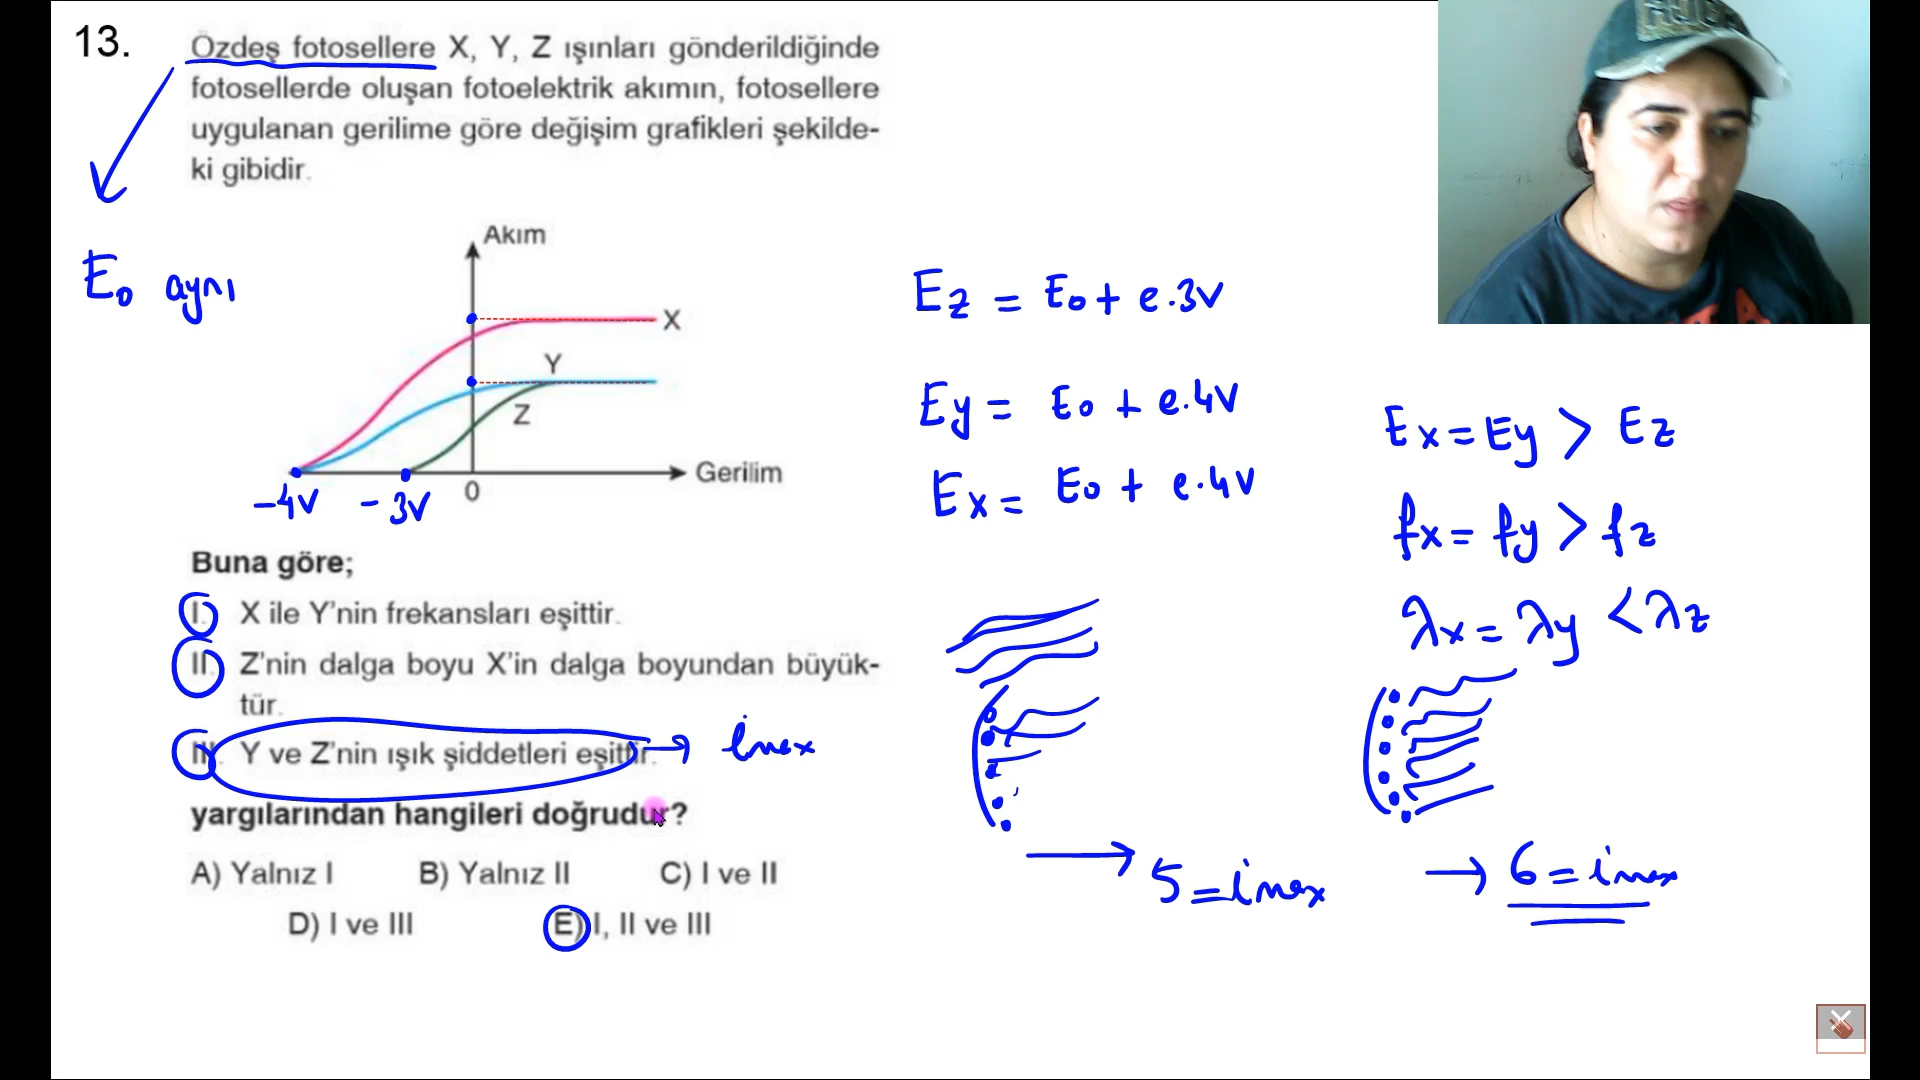 13.
Özdeş fotosellere X, Y, Z ışınları gönderildiğinde
fotosellerde oluşan fotoelektrik akımın, fotosellere
uygulanan gerilime göre değişim grafikleri şekilde-
ki gibidir.
E₀ aynı
Akım
X
Y
Z
Gerilim
-4V -3V 0
Buna göre;
I. X ile Y'nin frekansları eşittir.
II. Z'nin dalga boyu X'in dalga boyundan büyük-
tür.
III. Y ve Z'nin ışık şiddetleri eşittir. → imax
yargılarından hangileri doğrudur?
A) Yalnız I B) Yalnız II C) I ve II
D) I ve III E) I, II ve III
Ez = E₀ + e.3V
Ey = E₀ + e.4V
Ex = E₀ + e.4V
Ex = Ey > Ez
fx = fy > fz
λx = λy < λz
→ 5 = imax
→ 6 = imax